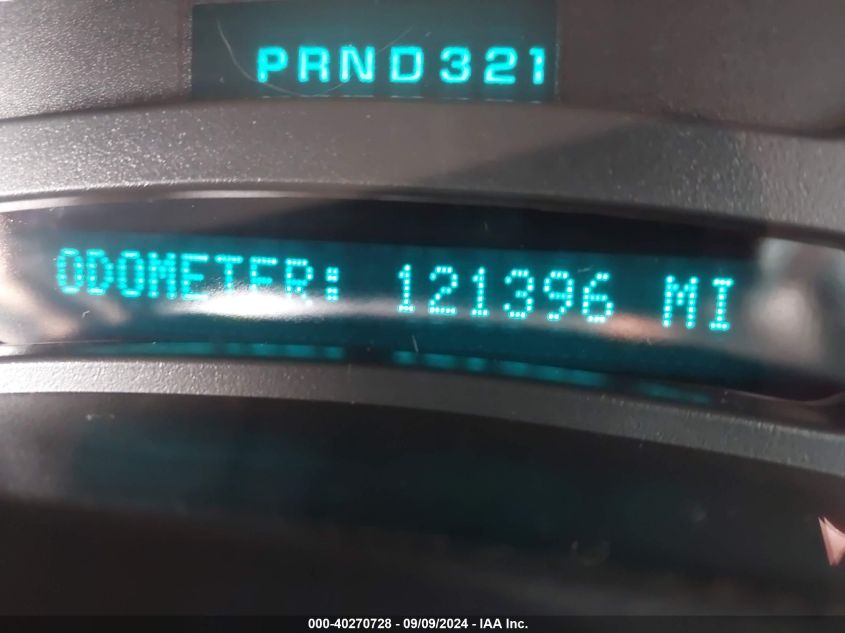 PRND321
ODOMETER: 121396 MI
000-40270728 - 09/09/2024 - IAA Inc.